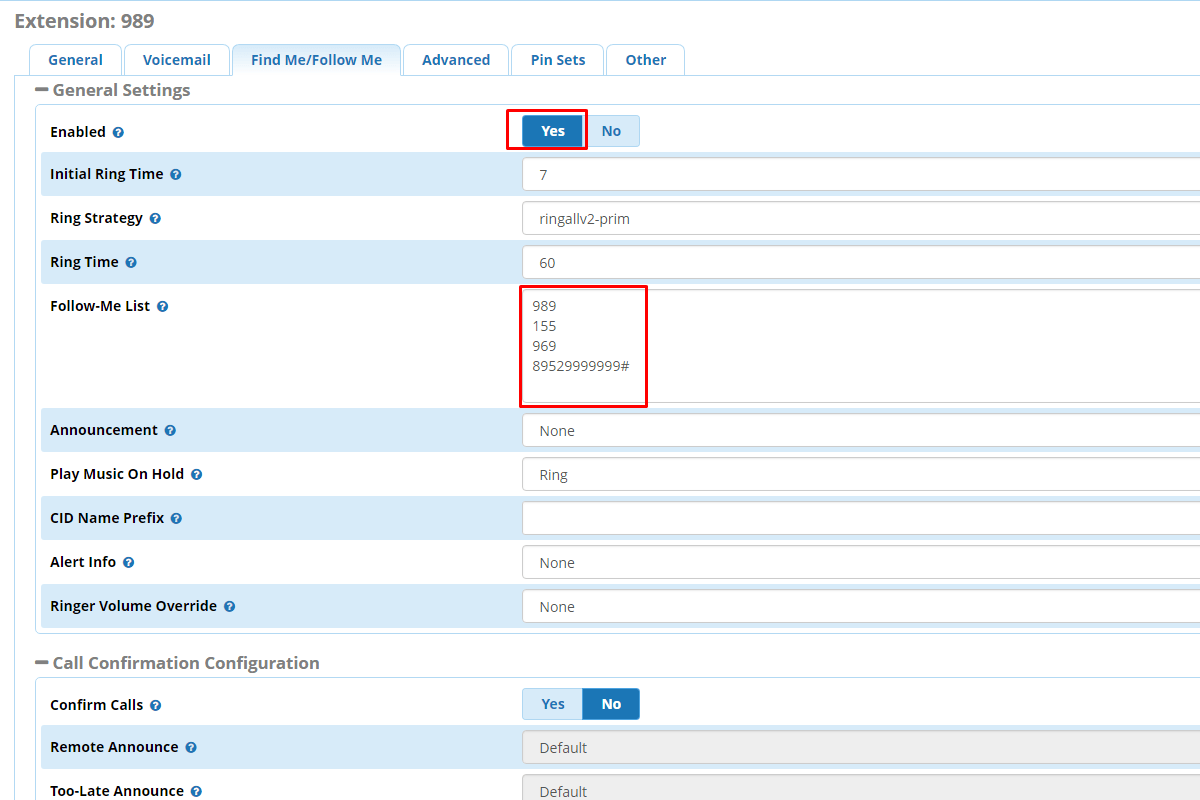 Extension: 989
General Voicemail Find Me/Follow Me Advanced Pin Sets Other
General Settings
Enabled Yes No
Initial Ring Time 7
Ring Strategy ringallv2-prim
Ring Time 60
Follow-Me List 989
155
969
89529999999#
Announcement None
Play Music On Hold Ring
CID Name Prefix
Alert Info None
Ringer Volume Override None
Call Confirmation Configuration
Confirm Calls Yes No
Remote Announce Default
Too-Late Announce Default